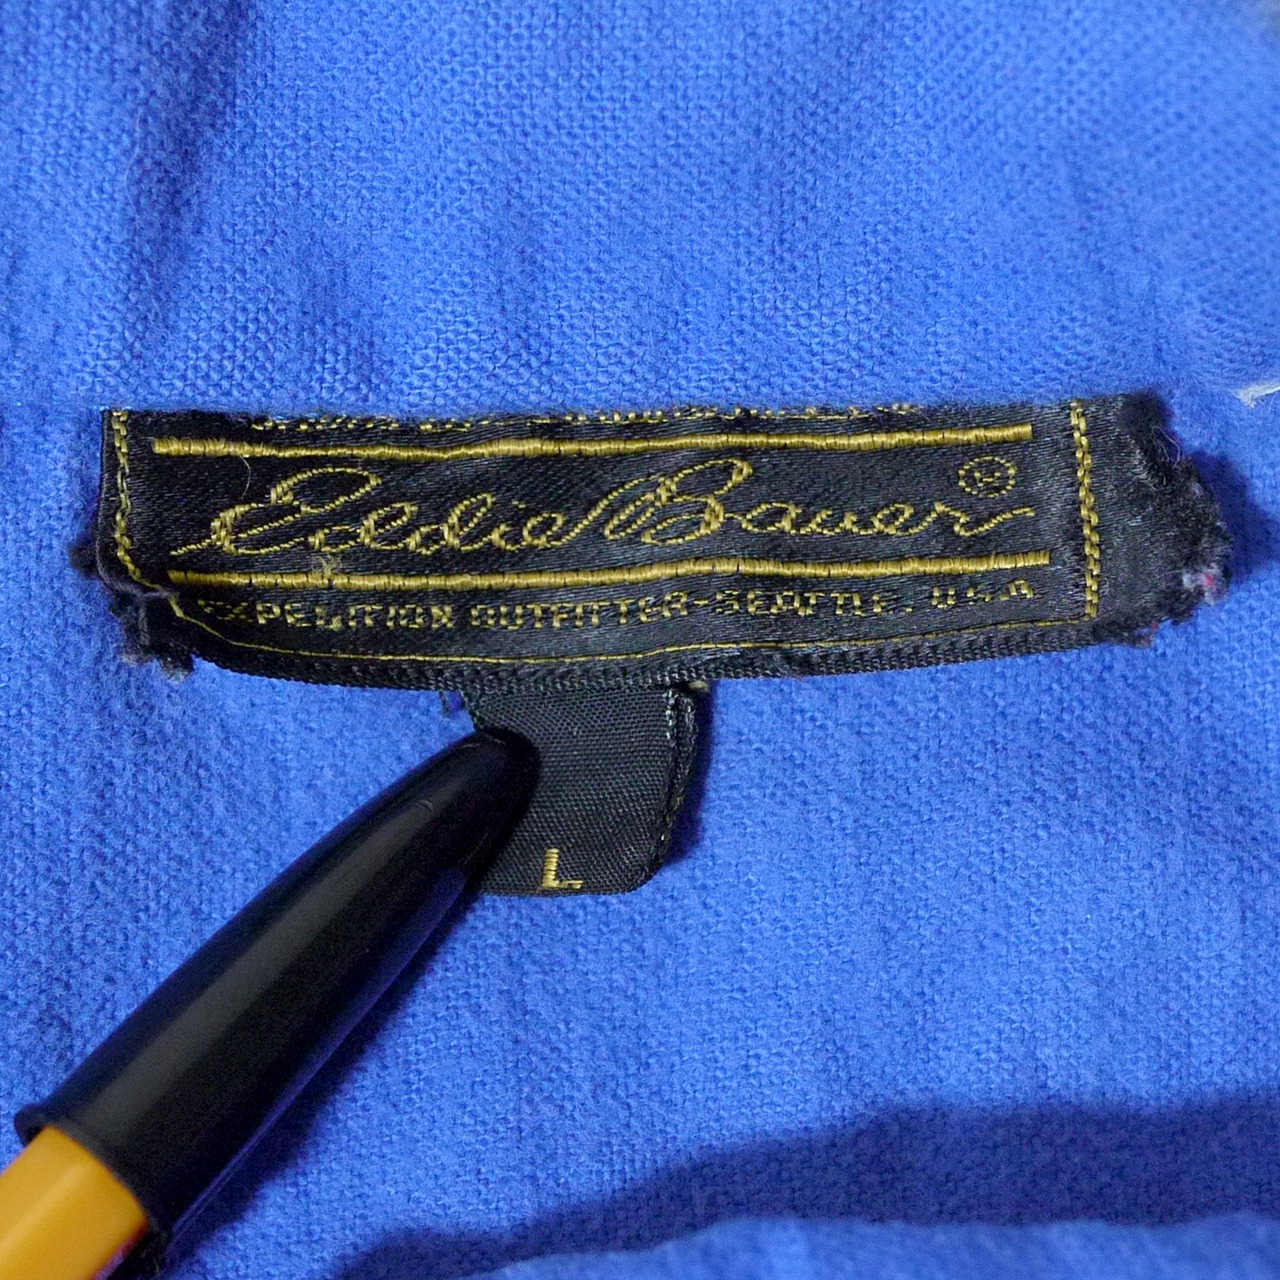 Eddie Bauer ®
EXPEDITION OUTFITTER-SEATTLE, U.S.A.
L